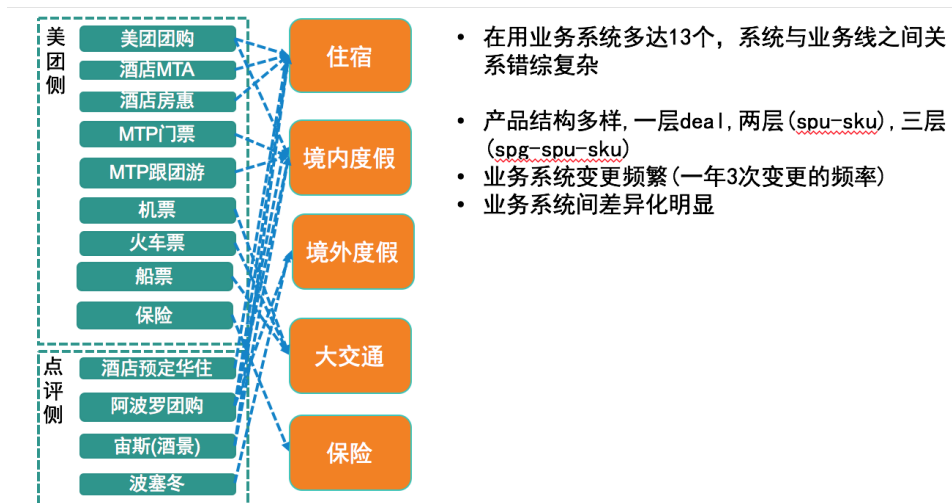 美团侧
美团团购
酒店MTA
酒店房惠
MTP门票
MTP跟团游
机票
火车票
船票
保险
点评侧
酒店预定华住
阿波罗团购
宙斯(酒景)
波塞冬
住宿
境内度假
境外度假
大交通
保险
• 在用业务系统多达13个，系统与业务线之间关
系错综复杂
• 产品结构多样,一层deal,两层(spu-sku),三层
(spg-spu-sku)
• 业务系统变更频繁(一年3次变更的频率)
• 业务系统间差异化明显